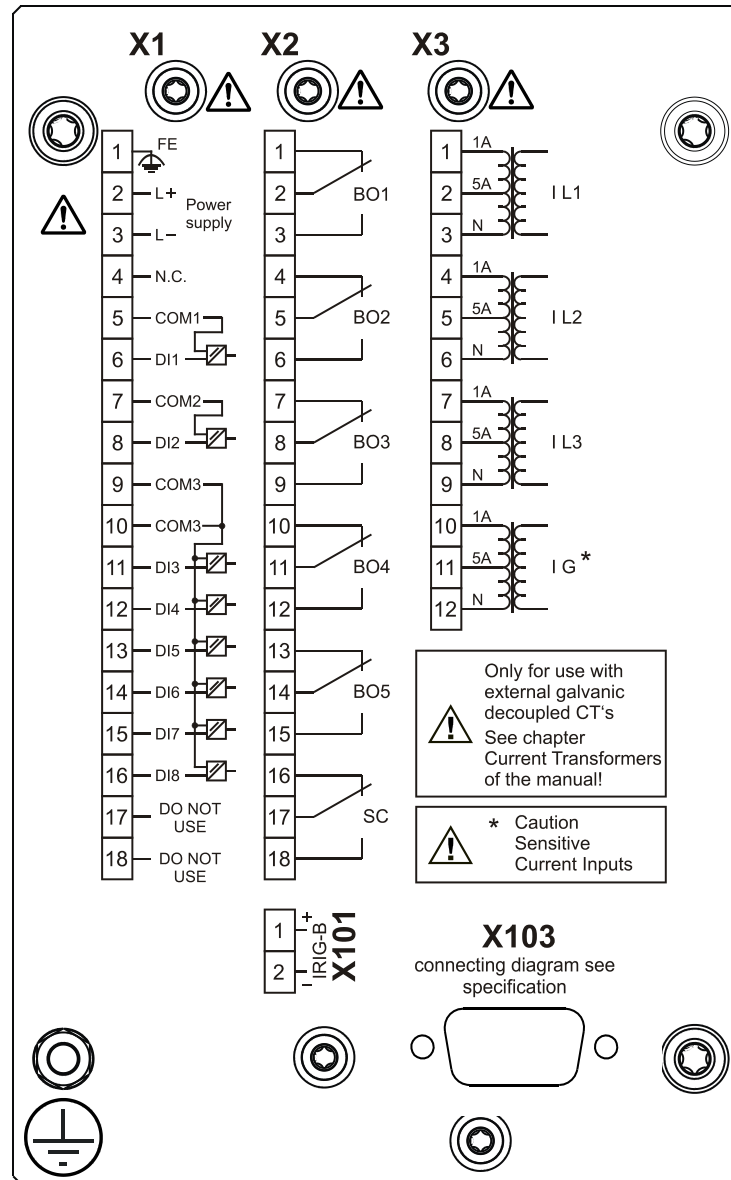 X1 X2 X3
1 FE
2 L+
Power
supply
3 L−
4 N.C.
5 COM1
6 DI1
7 COM2
8 DI2
9 COM3
10 COM3
11 DI3
12 DI4
13 DI5
14 DI6
15 DI7
16 DI8
17 DO NOT
USE
18 DO NOT
USE
1
2 BO1
3
4
5 BO2
6
7
8 BO3
9
10
11 BO4
12
13
14 BO5
15
16
17 SC
18
1 1A
2 5A I L1
3 N
4 1A
5 5A I L2
6 N
7 1A
8 5A I L3
9 N
10 1A
11 5A I G *
12 N
Only for use with
external galvanic
decoupled CT‘s
See chapter
Current Transformers
of the manual!
* Caution
Sensitive
Current Inputs
1 +
2 −
IRIG-B
X101
X103
connecting diagram see
specification